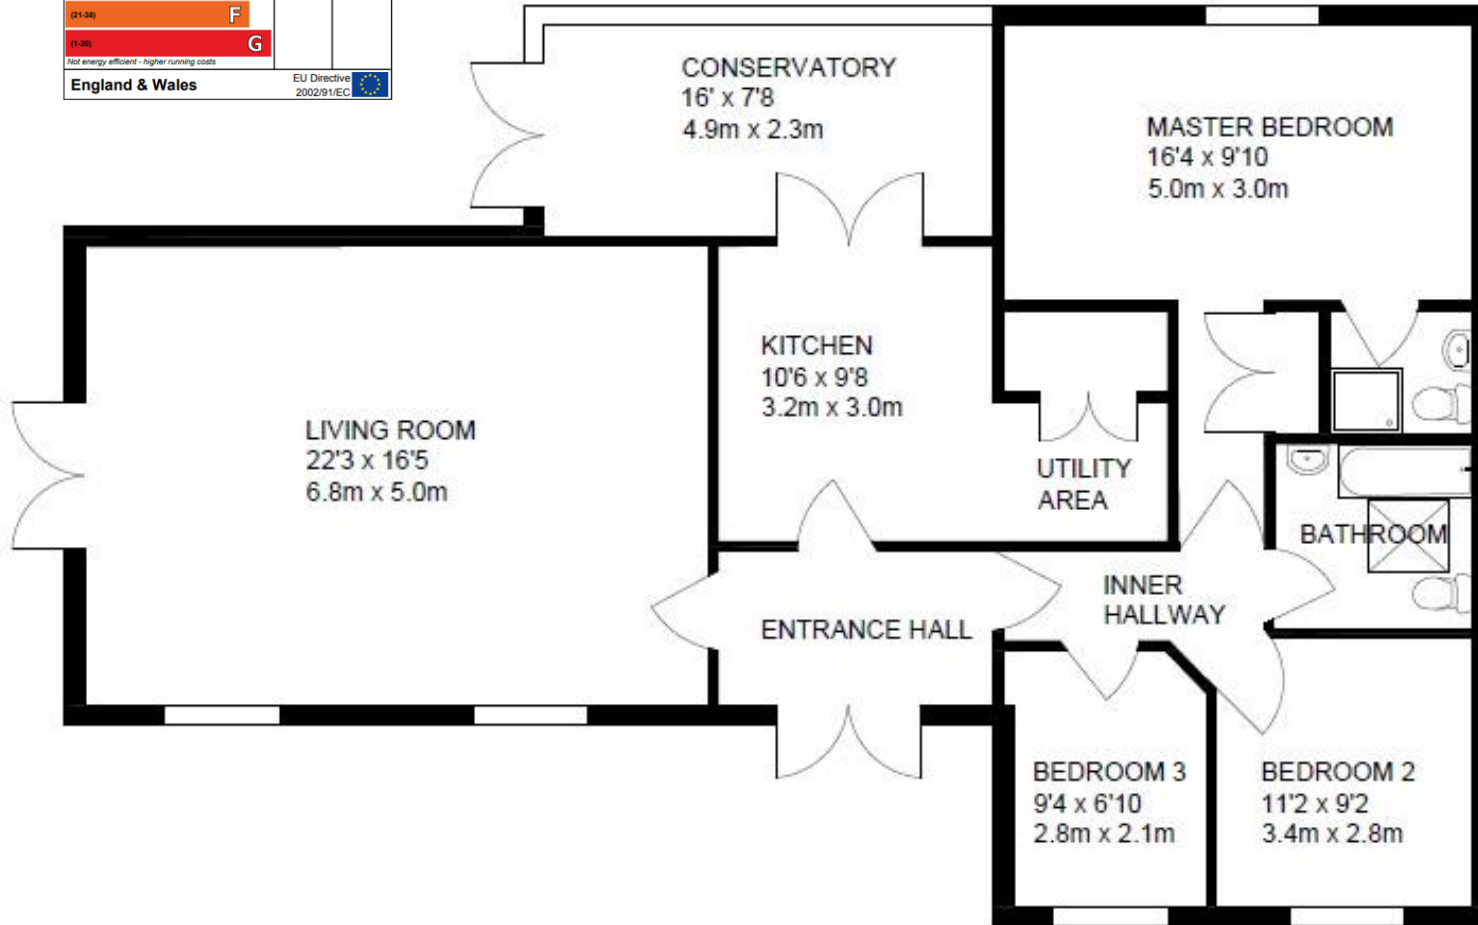 (21-38) F
(1-20) G
Not energy efficient - higher running costs
England & Wales
EU Directive
2002/91/EC
CONSERVATORY
16' x 7'8
4.9m x 2.3m
MASTER BEDROOM
16'4 x 9'10
5.0m x 3.0m
KITCHEN
10'6 x 9'8
3.2m x 3.0m
LIVING ROOM
22'3 x 16'5
6.8m x 5.0m
UTILITY
AREA
BATHROOM
INNER
HALLWAY
ENTRANCE HALL
BEDROOM 3
9'4 x 6'10
2.8m x 2.1m
BEDROOM 2
11'2 x 9'2
3.4m x 2.8m